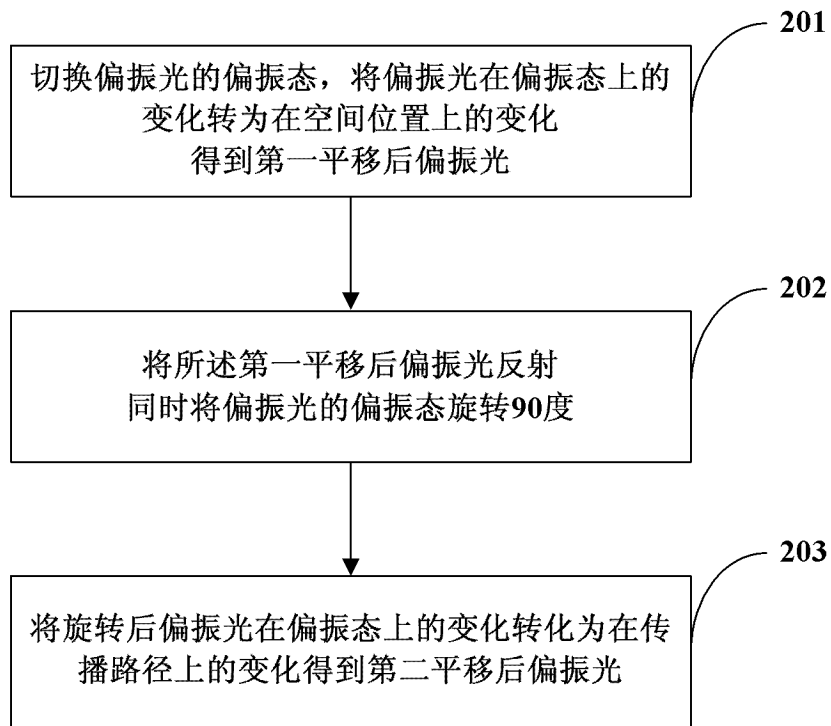 201
切换偏振光的偏振态，将偏振光在偏振态上的
变化转为在空间位置上的变化
得到第一平移后偏振光
202
将所述第一平移后偏振光反射
同时将偏振光的偏振态旋转90度
203
将旋转后偏振光在偏振态上的变化转化为在传
播路径上的变化得到第二平移后偏振光